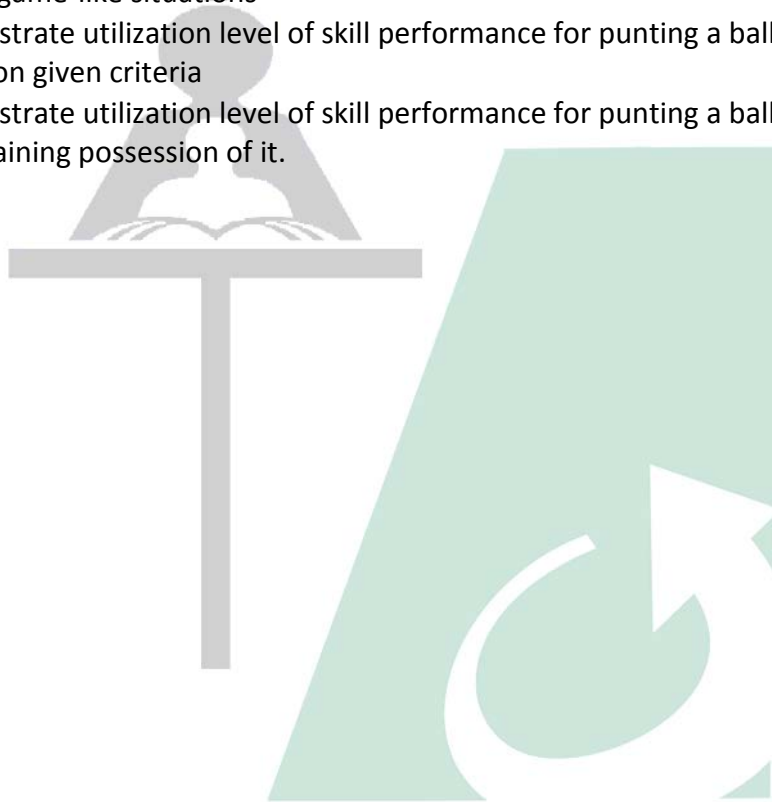 game-like situations
strate utilization level of skill performance for punting a ball
on given criteria
strate utilization level of skill performance for punting a ball
aining possession of it.